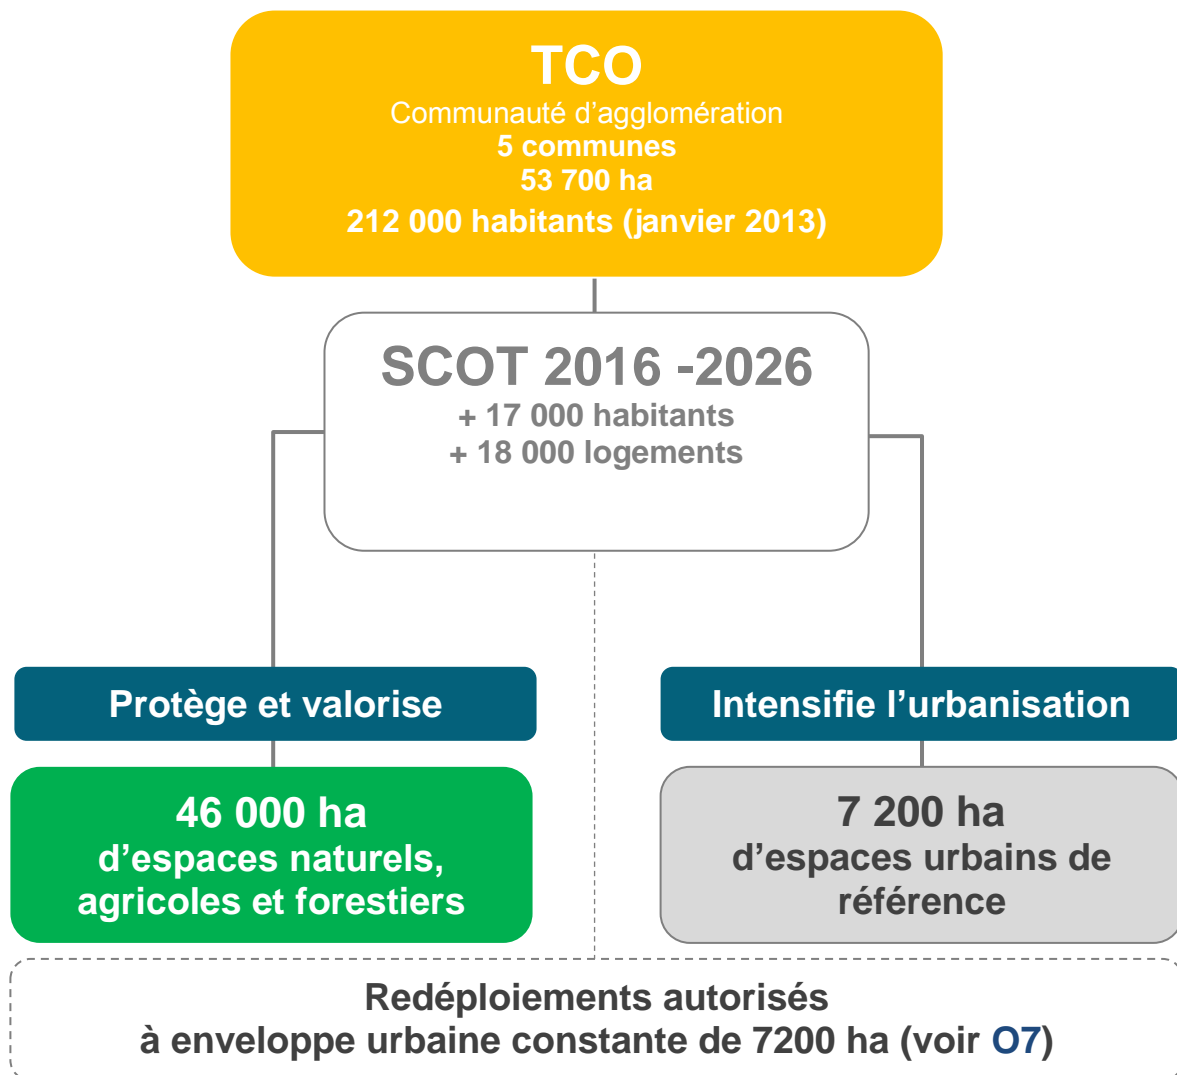 TCO
Communauté d'agglomération
5 communes
53 700 ha
212 000 habitants (janvier 2013)
SCOT 2016 -2026
+ 17 000 habitants
+ 18 000 logements
Protège et valorise
Intensifie l'urbanisation
46 000 ha
d'espaces naturels,
agricoles et forestiers
7 200 ha
d'espaces urbains de
référence
Redéploiements autorisés
à enveloppe urbaine constante de 7200 ha (voir O7)